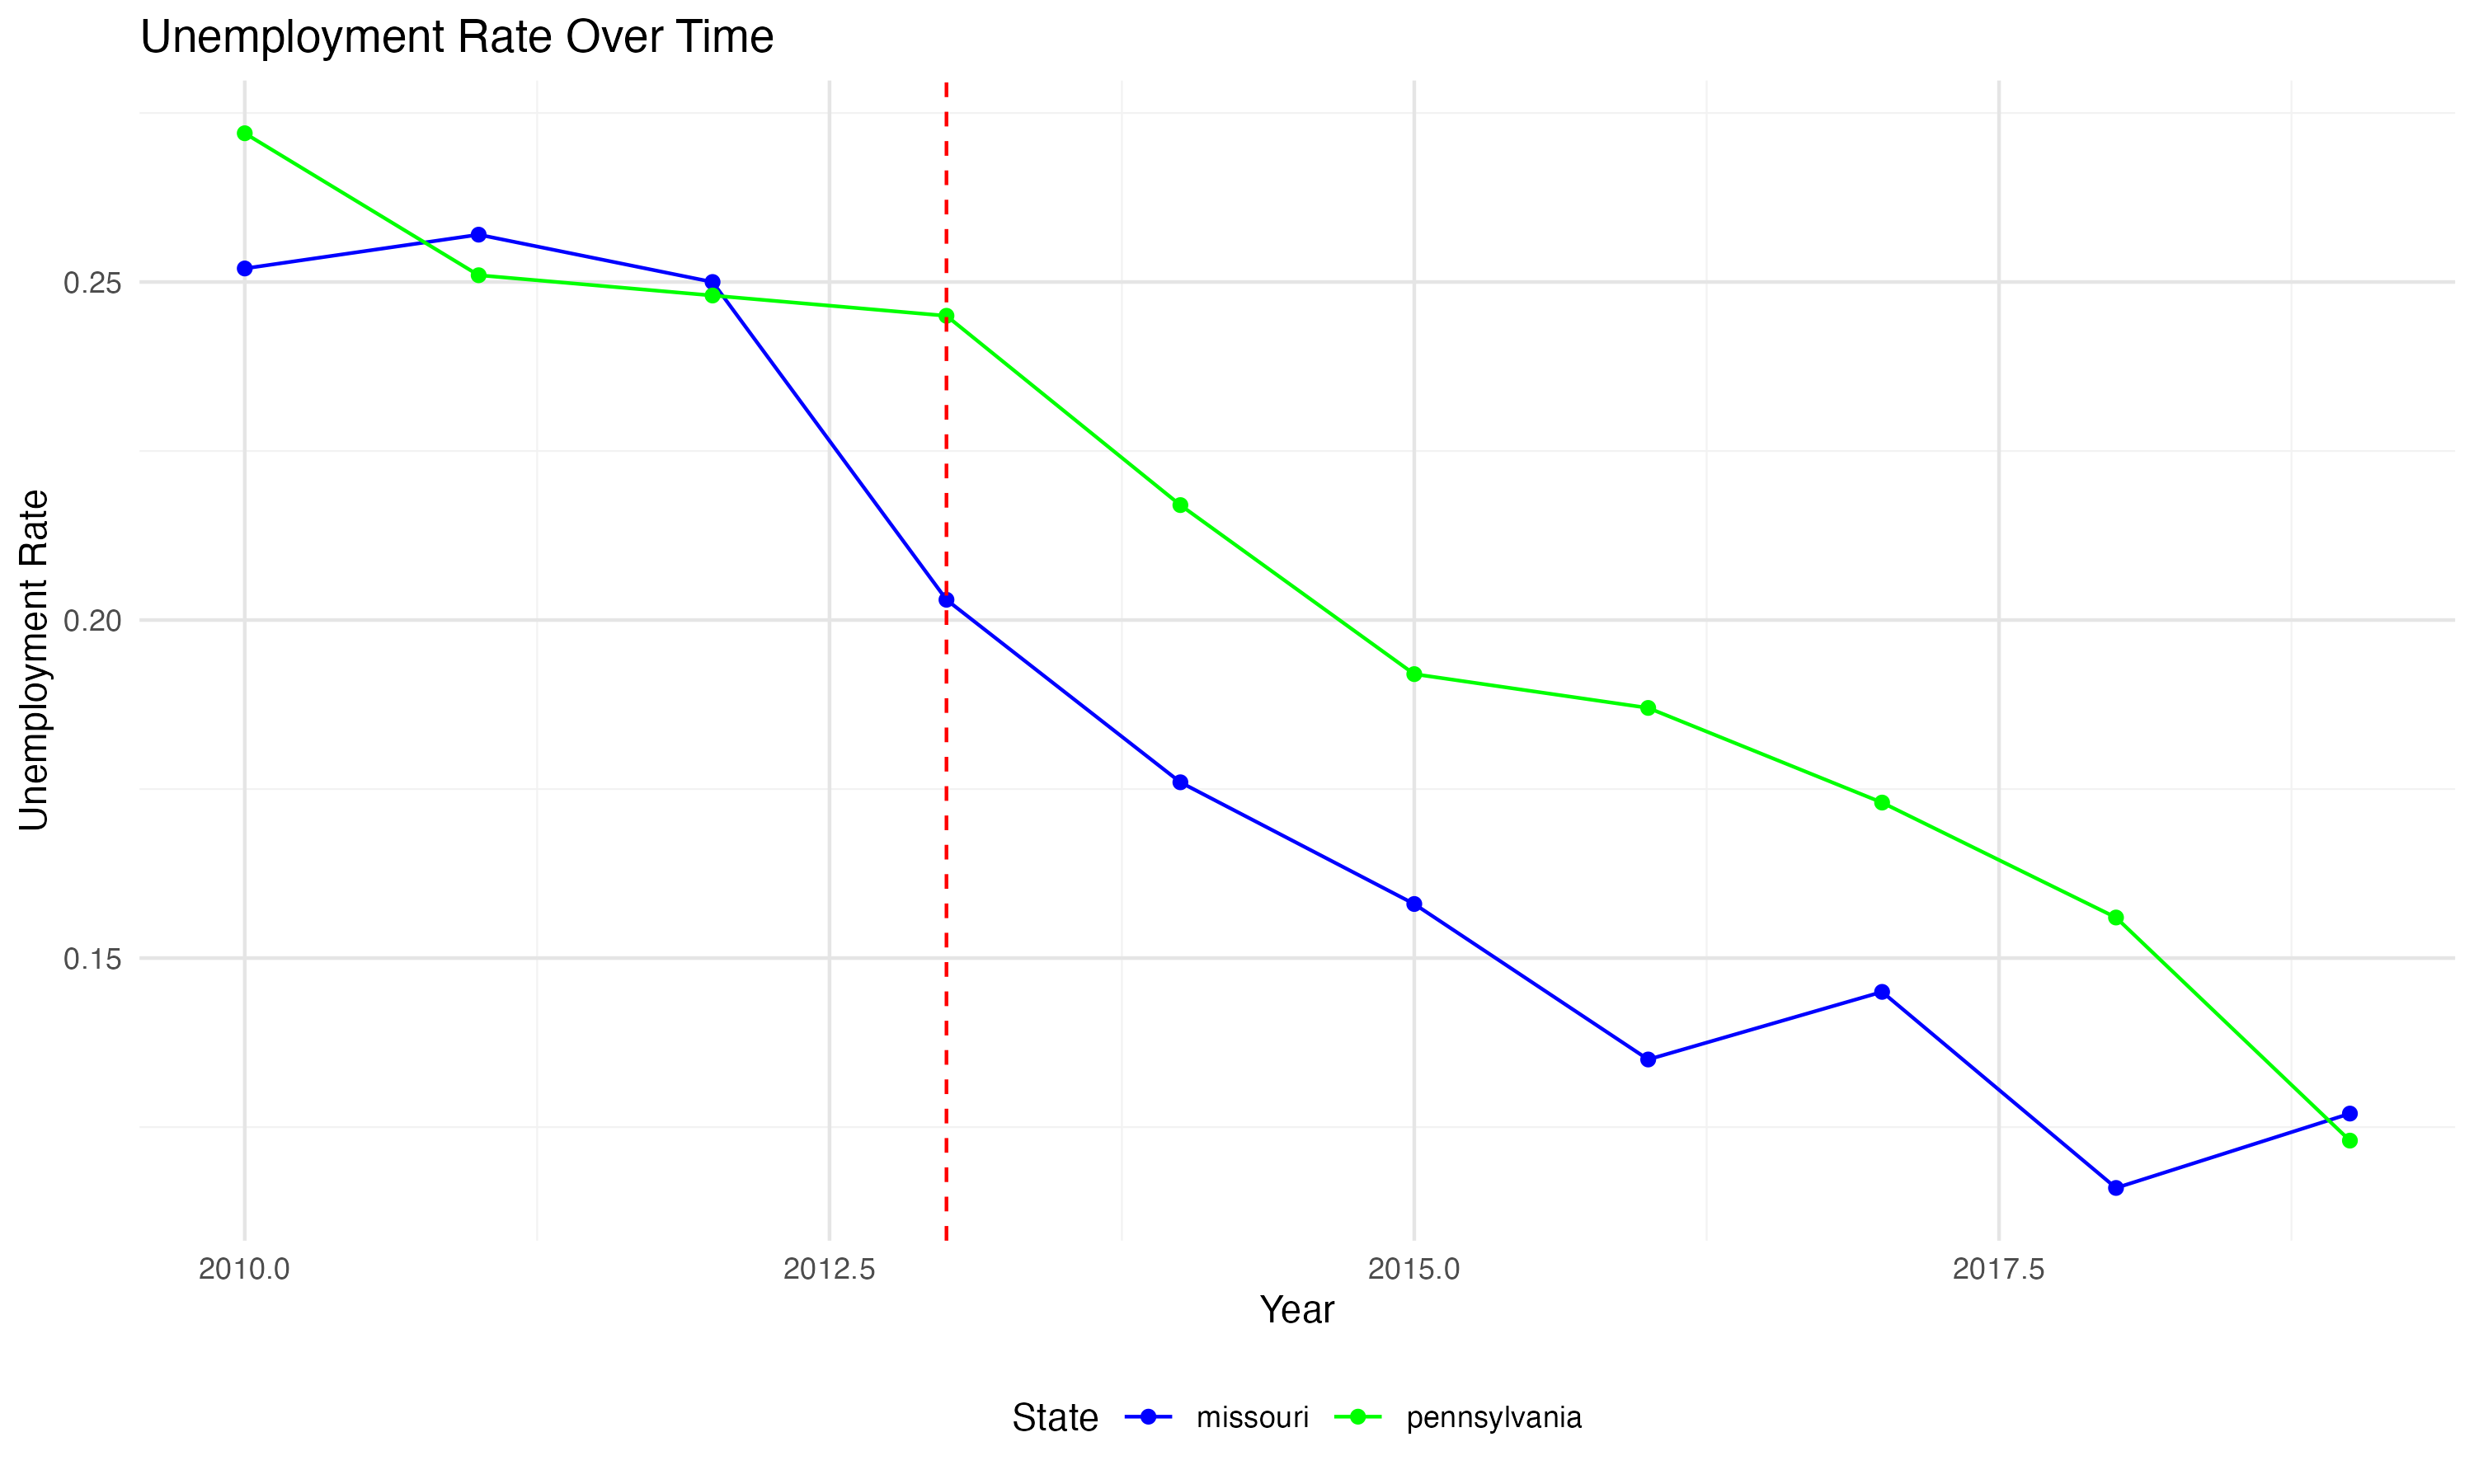 Unemployment Rate Over Time
Unemployment Rate
0.25
0.20
0.15
2010.0 2012.5 2015.0 2017.5
Year
State missouri pennsylvania